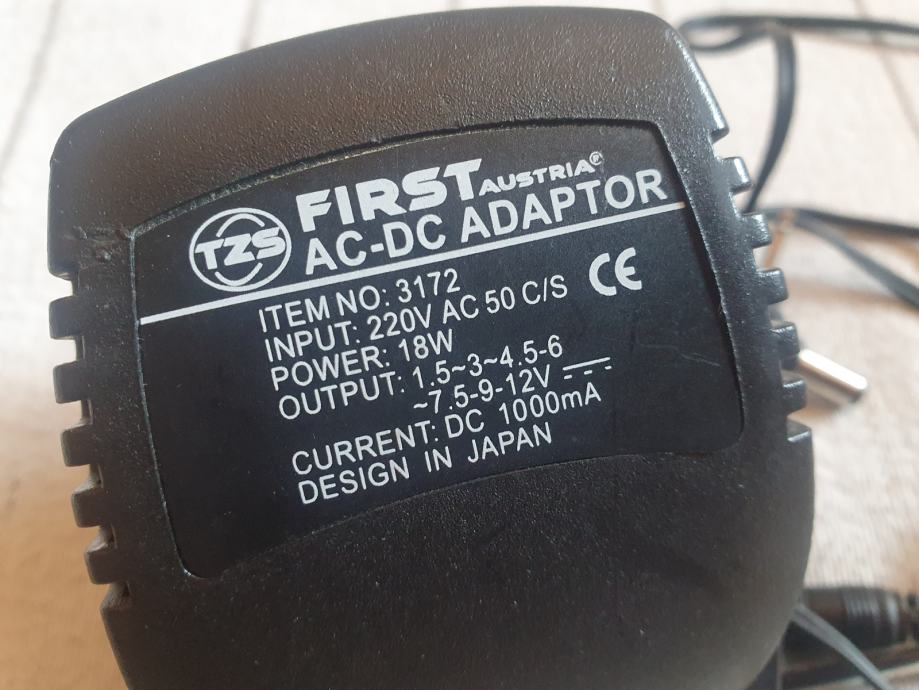 TZS
FIRST AUSTRIA®
AC-DC ADAPTOR
CE
ITEM NO: 3172
INPUT: 220V AC 50 C/S
POWER: 18W
OUTPUT: 1.5~3~4.5-6
~7.5-9-12V
CURRENT: DC 1000mA
DESIGN IN JAPAN